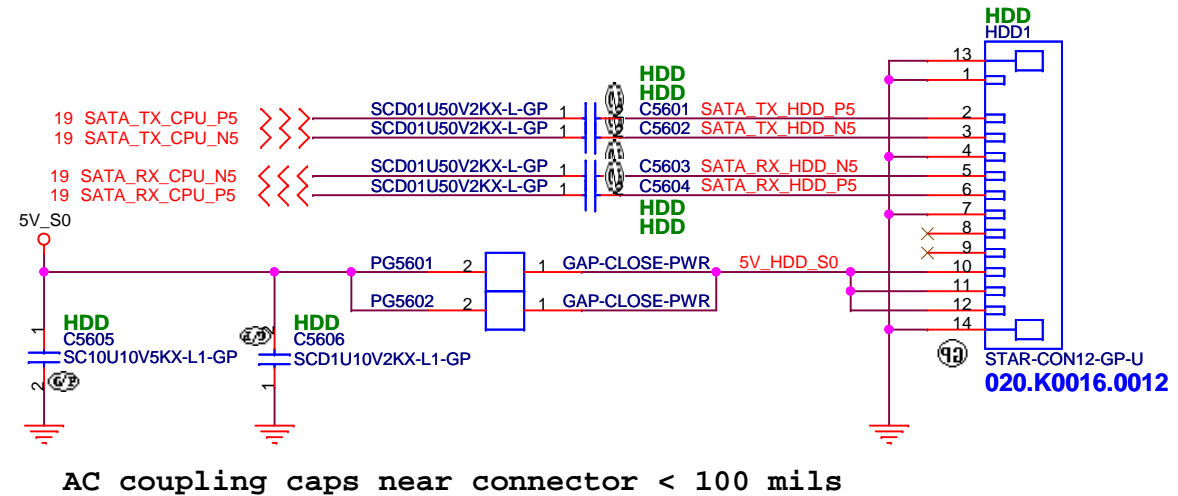 HDD
HDD1
13
1
HDD
HDD
19 SATA_TX_CPU_P5
SCD01U50V2KX-L-GP 1
C5601 SATA_TX_HDD_P5
2
19 SATA_TX_CPU_N5
SCD01U50V2KX-L-GP 1
C5602 SATA_TX_HDD_N5
3
4
19 SATA_RX_CPU_N5
SCD01U50V2KX-L-GP 1
C5603 SATA_RX_HDD_N5
5
19 SATA_RX_CPU_P5
SCD01U50V2KX-L-GP 1
C5604 SATA_RX_HDD_P5
6
HDD
HDD
7
8
9
5V_S0
PG5601 2
1 GAP-CLOSE-PWR
5V_HDD_S0
10
11
PG5602 2
1 GAP-CLOSE-PWR
12
14
1
HDD
C5605
SC10U10V5KX-L1-GP
2
2
HDD
C5606
SCD1U10V2KX-L1-GP
1
STAR-CON12-GP-U
020.K0016.0012
AC coupling caps near connector < 100 mils